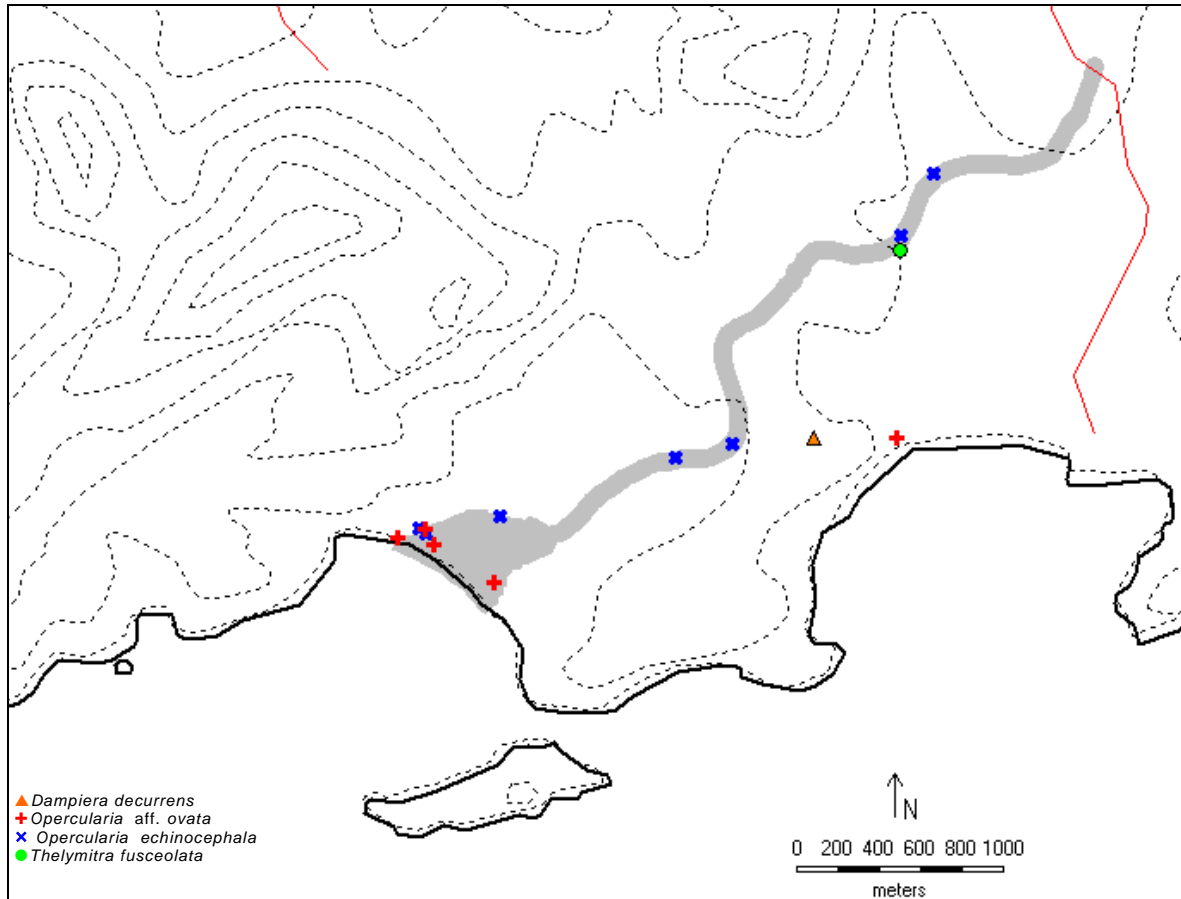 Dampiera decurrens
Opercularia aff. ovata
Opercularia echinocephala
Thelymitra fusceolata
N
0 200 400 600 800 1000
meters